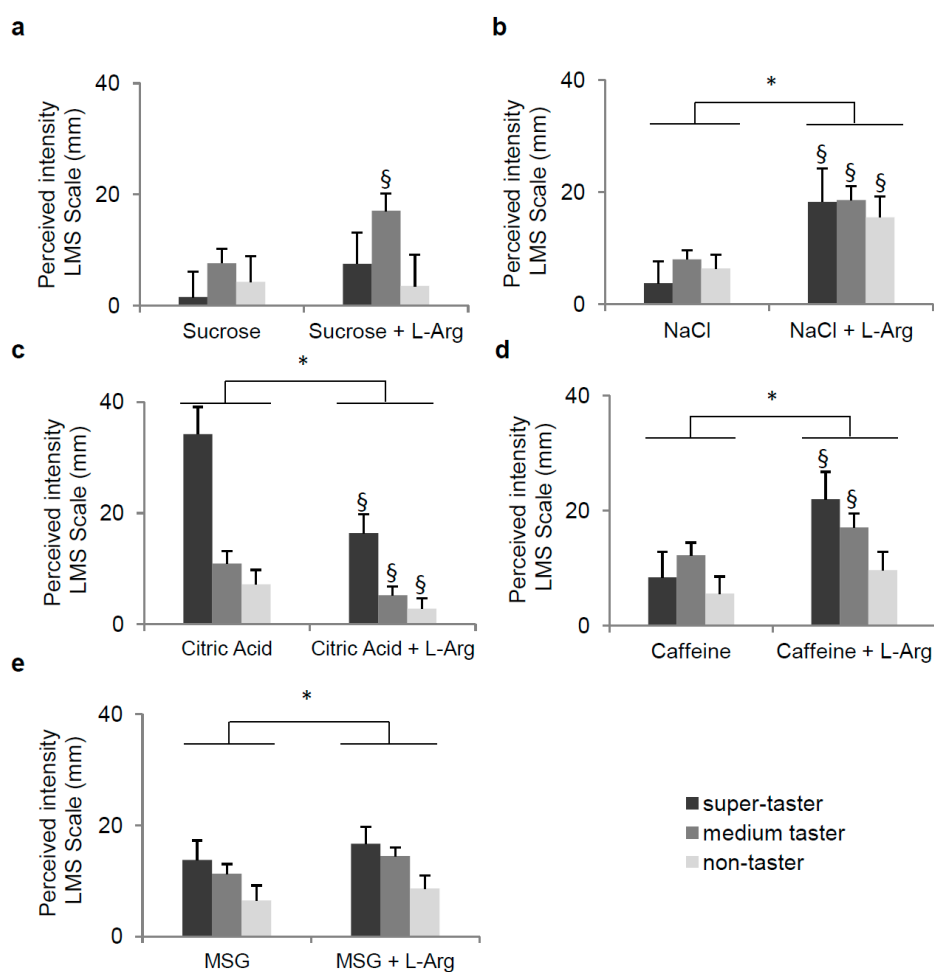 a
Perceived intensity
LMS Scale (mm)
40
20
0
§
Sucrose
Sucrose + L-Arg
b
Perceived intensity
LMS Scale (mm)
40
20
0
*
§ § §
NaCl
NaCl + L-Arg
c
Perceived intensity
LMS Scale (mm)
40
20
0
*
§ § §
Citric Acid
Citric Acid + L-Arg
d
Perceived intensity
LMS Scale (mm)
40
20
0
*
§ §
Caffeine
Caffeine + L-Arg
e
Perceived intensity
LMS Scale (mm)
40
20
0
*
MSG
MSG + L-Arg
super-taster
medium taster
non-taster